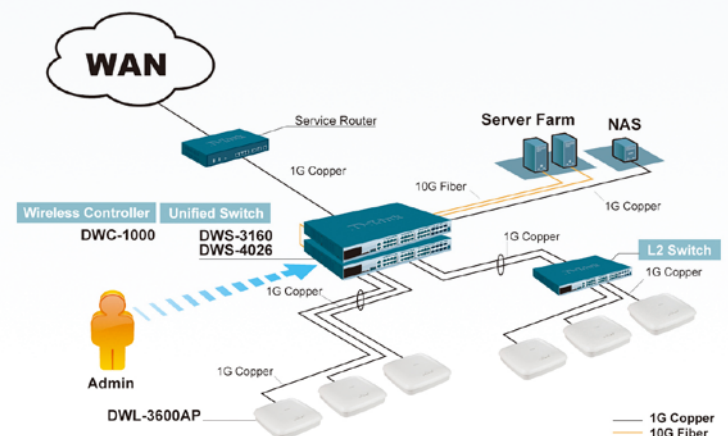 WAN
Service Router
Server Farm
NAS
1G Copper
10G Fiber
1G Copper
Wireless Controller
Unified Switch
DWC-1000
DWS-3160
DWS-4026
1G Copper
L2 Switch
1G Copper
1G Copper
Admin
1G Copper
DWL-3600AP
1G Copper
10G Fiber